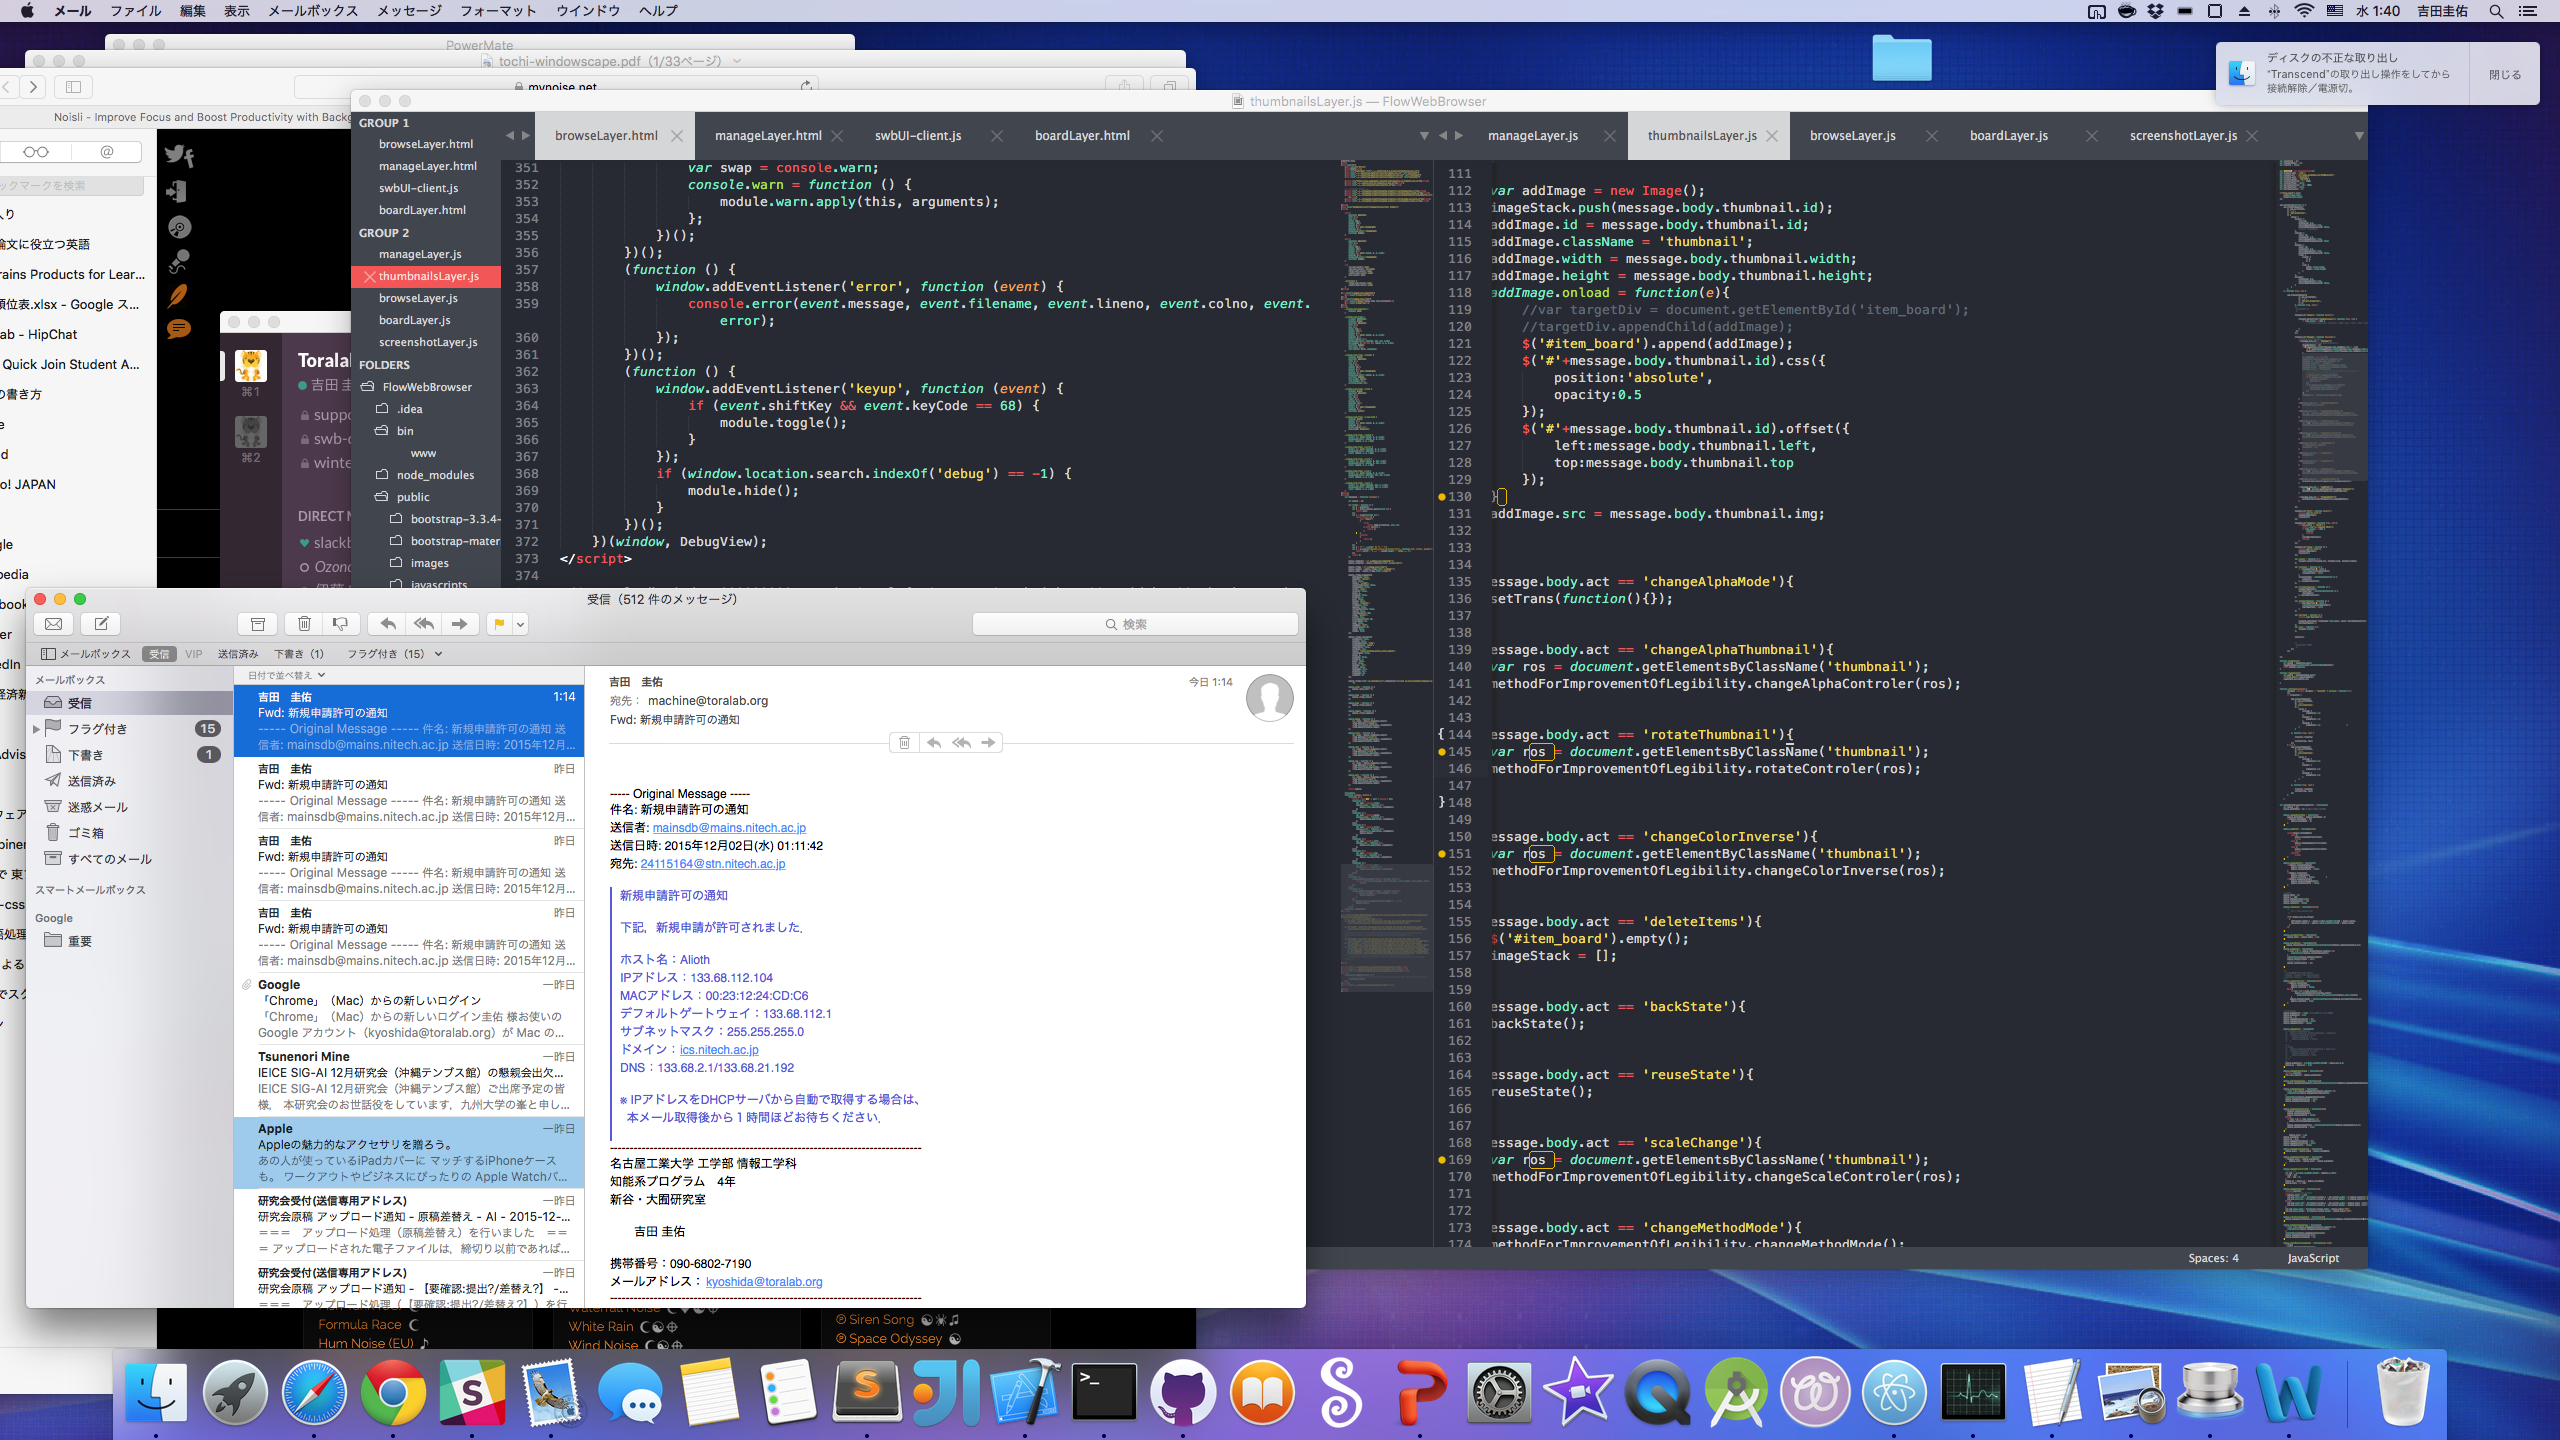 メール ファイル 編集 表示 メールボックス メッセージ フォーマット ウインドウ ヘルプ
水 1:40 吉田圭佑
PowerMate
tochi-windowscape.pdf（1/33ページ）
mynoise.net
Noisli - Improve Focus and Boost Productivity with Backg
ディスクの不正な取り出し
"Transcend"の取り出し操作をしてから
接続解除／電源切。
閉じる
thumbnailsLayer.js — FlowWebBrowser
browseLayer.html manageLayer.html swbUI-client.js boardLayer.html
manageLayer.js thumbnailsLayer.js browseLayer.js boardLayer.js screenshotLayer.js
GROUP 1
browseLayer.html
manageLayer.html
swbUI-client.js
boardLayer.html
GROUP 2
manageLayer.js
thumbnailsLayer.js
browseLayer.js
boardLayer.js
screenshotLayer.js
FOLDERS
FlowWebBrowser
.idea
bin
www
node_modules
public
bootstrap-3.3.4-
bootstrap-mater
images
javascripts
351 var swap = console.warn;
352 console.warn = function () {
353 module.warn.apply(this, arguments);
354 };
355 })();
356 })();
357 (function () {
358 window.addEventListener('error', function (event) {
359 console.error(event.message, event.filename, event.lineno, event.colno, event.
error);
360 });
361 })();
362 (function () {
363 window.addEventListener('keyup', function (event) {
364 if (event.shiftKey && event.keyCode == 68) {
365 module.toggle();
366 }
367 });
368 if (window.location.search.indexOf('debug') == -1) {
369 module.hide();
370 }
371 })();
372 })(window, DebugView);
373 </script>
374
111
112 var addImage = new Image();
113 imageStack.push(message.body.thumbnail.id);
114 addImage.id = message.body.thumbnail.id;
115 addImage.className = 'thumbnail';
116 addImage.width = message.body.thumbnail.width;
117 addImage.height = message.body.thumbnail.height;
118 addImage.onload = function(e){
119 //var targetDiv = document.getElementById('item_board');
120 //targetDiv.appendChild(addImage);
121 $('#item_board').append(addImage);
122 $('#'+message.body.thumbnail.id).css({
123 position:'absolute',
124 opacity:0.5
125 });
126 $('#'+message.body.thumbnail.id).offset({
127 left:message.body.thumbnail.left,
128 top:message.body.thumbnail.top
129 });
130 }
131 addImage.src = message.body.thumbnail.img;
132
133
134
135 essage.body.act == 'changeAlphaMode'){
136 setTrans(function(){});
137
138
139 essage.body.act == 'changeAlphaThumbnail'){
140 var ros = document.getElementsByClassName('thumbnail');
141 methodForImprovementOfLegibility.changeAlphaControler(ros);
142
143
144 essage.body.act == 'rotateThumbnail'){
145 var ros = document.getElementsByClassName('thumbnail');
146 methodForImprovementOfLegibility.rotateControler(ros);
147
148
149
150 essage.body.act == 'changeColorInverse'){
151 var ros = document.getElementByClassName('thumbnail');
152 methodForImprovementOfLegibility.changeColorInverse(ros);
153
154
155 essage.body.act == 'deleteItems'){
156 $('#item_board').empty();
157 imageStack = [];
158
159
160 essage.body.act == 'backState'){
161 backState();
162
163
164 essage.body.act == 'reuseState'){
165 reuseState();
166
167
168 essage.body.act == 'scaleChange'){
169 var ros = document.getElementsByClassName('thumbnail');
170 methodForImprovementOfLegibility.changeScaleControler(ros);
171
172
173 essage.body.act == 'changeMethodMode'){
174 methodForImprovementOfLegibility.changeMethodMode();
Spaces: 4 JavaScript
ックマークを検索
論文に役立つ英語
rains Products for Lear...
順位表.xlsx - Google ス...
ab - HipChat
Quick Join Student A...
の書き方
o! JAPAN
gle
pedia
book
Toral
吉田 圭
suppo
swb-
winte
⌘1
⌘2
DIRECT M
slackb
Ozono
受信（512 件のメッセージ）
検索
メールボックス 受信 VIP 送信済み 下書き（1） フラグ付き（15）
メールボックス
受信
フラグ付き 15
下書き 1
送信済み
迷惑メール
ゴミ箱
すべてのメール
スマートメールボックス
Google
重要
日付で並べ替え
吉田 圭佑 1:14
Fwd: 新規申請許可の通知
----- Original Message ----- 件名: 新規申請許可の通知 送
信者: mainsdb@mains.nitech.ac.jp 送信日時: 2015年12月...
吉田 圭佑 昨日
Fwd: 新規申請許可の通知
----- Original Message ----- 件名: 新規申請許可の通知 送
信者: mainsdb@mains.nitech.ac.jp 送信日時: 2015年12月...
吉田 圭佑 昨日
Fwd: 新規申請許可の通知
----- Original Message ----- 件名: 新規申請許可の通知 送
信者: mainsdb@mains.nitech.ac.jp 送信日時: 2015年12月...
吉田 圭佑 昨日
Fwd: 新規申請許可の通知
----- Original Message ----- 件名: 新規申請許可の通知 送
信者: mainsdb@mains.nitech.ac.jp 送信日時: 2015年12月...
Google 一昨日
「Chrome」（Mac）からの新しいログイン
「Chrome」（Mac）からの新しいログイン圭佑 様お使いの
Google アカウント（kyoshida@toralab.org）が Mac の...
Tsunenori Mine 一昨日
IEICE SIG-AI 12月研究会（沖縄テンブス館）の懇親会出欠...
IEICE SIG-AI 12月研究会（沖縄テンブス館）ご出席予定の皆
様， 本研究会のお世話役をしています，九州大学の峯と申し...
Apple 一昨日
Appleの魅力的なアクセサリを贈ろう。
あの人が使っているiPadカバーに マッチするiPhoneケース
も。 ワークアウトやビジネスにぴったりの Apple Watchバ...
研究会受付(送信専用アドレス) 一昨日
研究会原稿 アップロード通知 - 原稿差替え - AI - 2015-12-...
＝＝＝ アップロード処理（原稿差替え）を行いました ＝＝
＝ アップロードされた電子ファイルは，締切り以前であれば...
研究会受付(送信専用アドレス) 一昨日
研究会原稿 アップロード通知 - 【要確認:提出?/差替え?】 -...
＝＝＝ アップロード処理（【要確認:提出?/差替え?】）を行
吉田 圭佑 今日 1:14
宛先： machine@toralab.org
Fwd: 新規申請許可の通知
----- Original Message -----
件名: 新規申請許可の通知
送信者: mainsdb@mains.nitech.ac.jp
送信日時: 2015年12月02日(水) 01:11:42
宛先: 24115164@stn.nitech.ac.jp
新規申請許可の通知
下記，新規申請が許可されました．
ホスト名：Alioth
IPアドレス：133.68.112.104
MACアドレス：00:23:12:24:CD:C6
デフォルトゲートウェイ：133.68.112.1
サブネットマスク：255.255.255.0
ドメイン：ics.nitech.ac.jp
DNS：133.68.2.1/133.68.21.192
※ IPアドレスをDHCPサーバから自動で取得する場合は、
本メール取得後から１時間ほどお待ちください．
名古屋工業大学 工学部 情報工学科
知能系プログラム 4年
新谷・大囿研究室
吉田 圭佑
携帯番号：090-6802-7190
メールアドレス： kyoshida@toralab.org
Formula Race
Hum Noise (EU)
Waterfall Noise
White Rain
Wind Noise
Siren Song
Space Odyssey